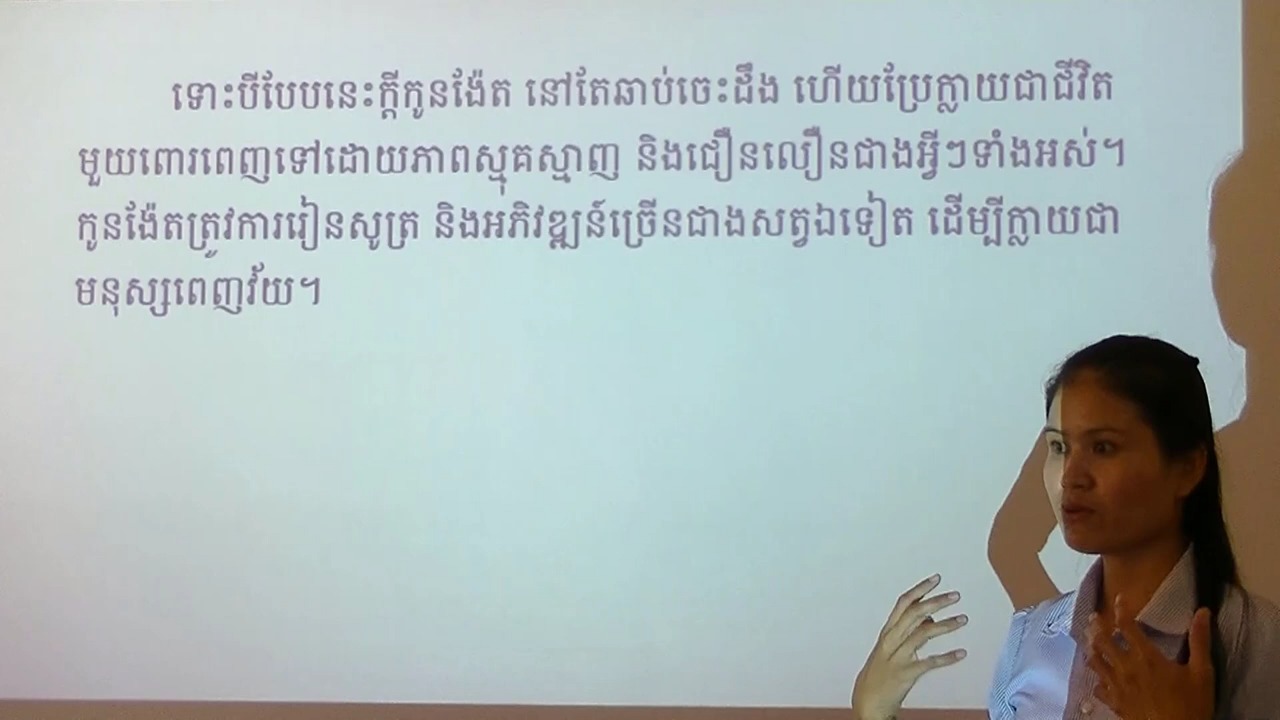 ទោះបីបែបនេះក្តីកូនង៉ែត នៅតែឆាប់ចេះដឹង ហើយប្រែក្លាយជាជីវិត
មួយពោរពេញទៅដោយភាពស្មុគស្មាញ និងជឿនលឿនជាងអ្វីៗទាំងអស់។
កូនង៉ែតត្រូវការរៀនសូត្រ និងអភិវឌ្ឍន៍ច្រើនជាងសត្វឯទៀត ដើម្បីក្លាយជា
មនុស្សពេញវ័យ។